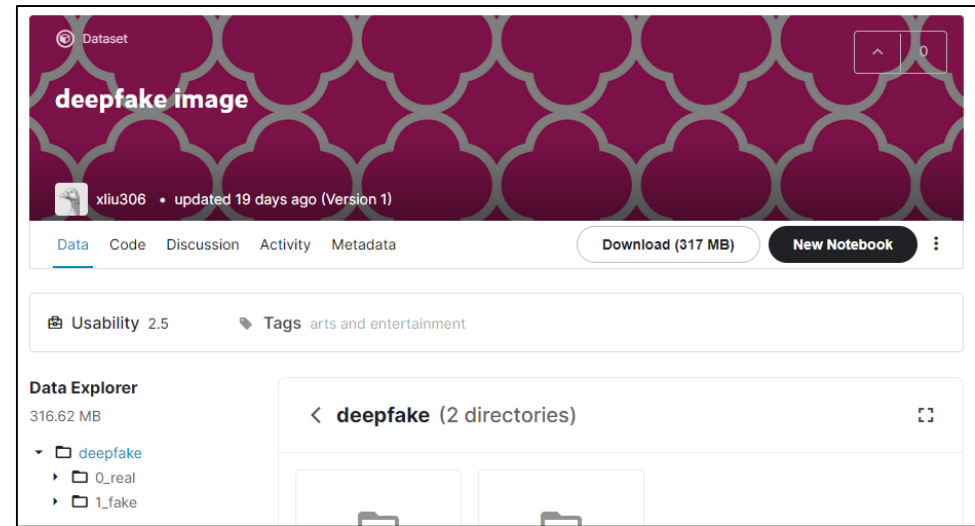 Dataset
0
deepfake image
xliu306 • updated 19 days ago (Version 1)
Data Code Discussion Activity Metadata Download (317 MB) New Notebook
Usability 2.5 Tags arts and entertainment
Data Explorer
316.62 MB
deepfake (2 directories)
deepfake
0_real
1_fake